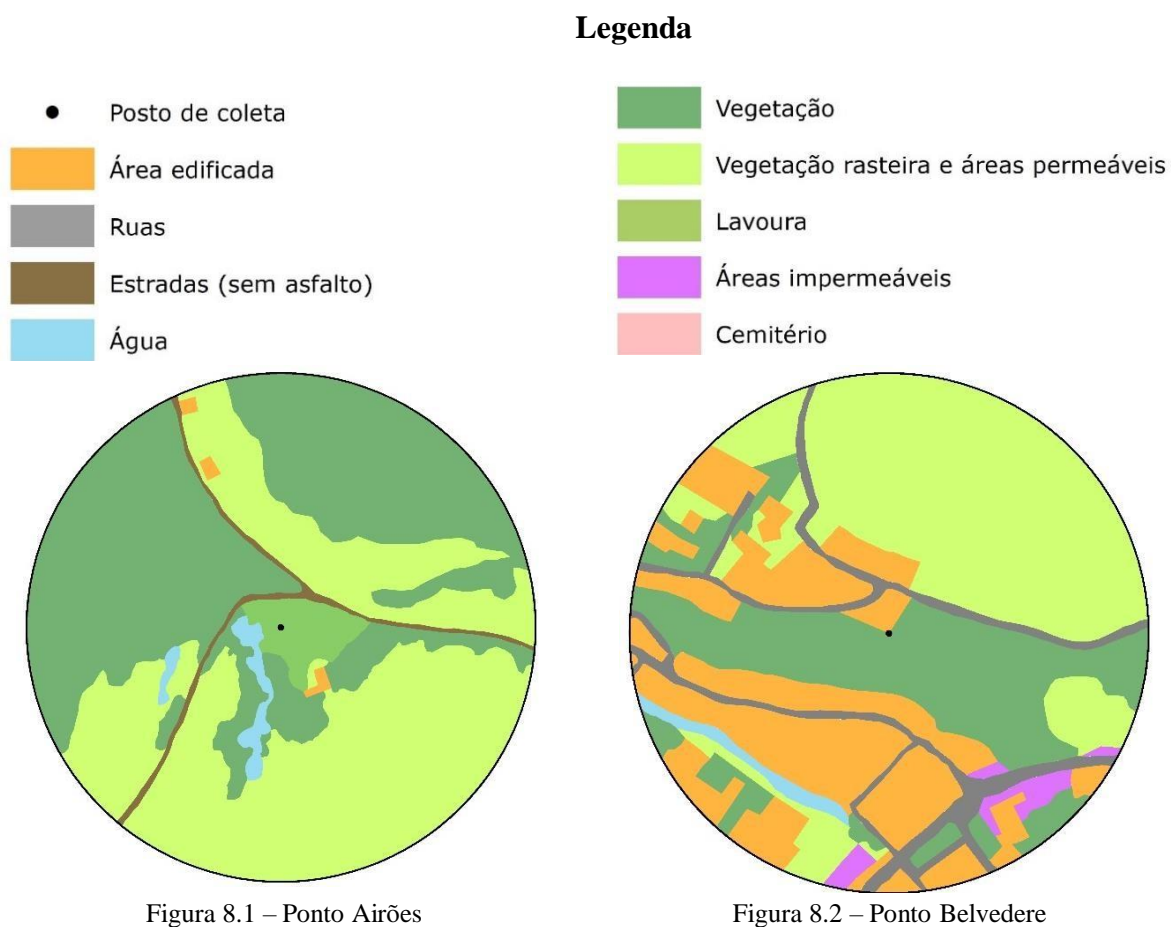 Legenda
Posto de coleta
Área edificada
Ruas
Estradas (sem asfalto)
Água
Vegetação
Vegetação rasteira e áreas permeáveis
Lavoura
Áreas impermeáveis
Cemitério
Figura 8.1 – Ponto Airões
Figura 8.2 – Ponto Belvedere